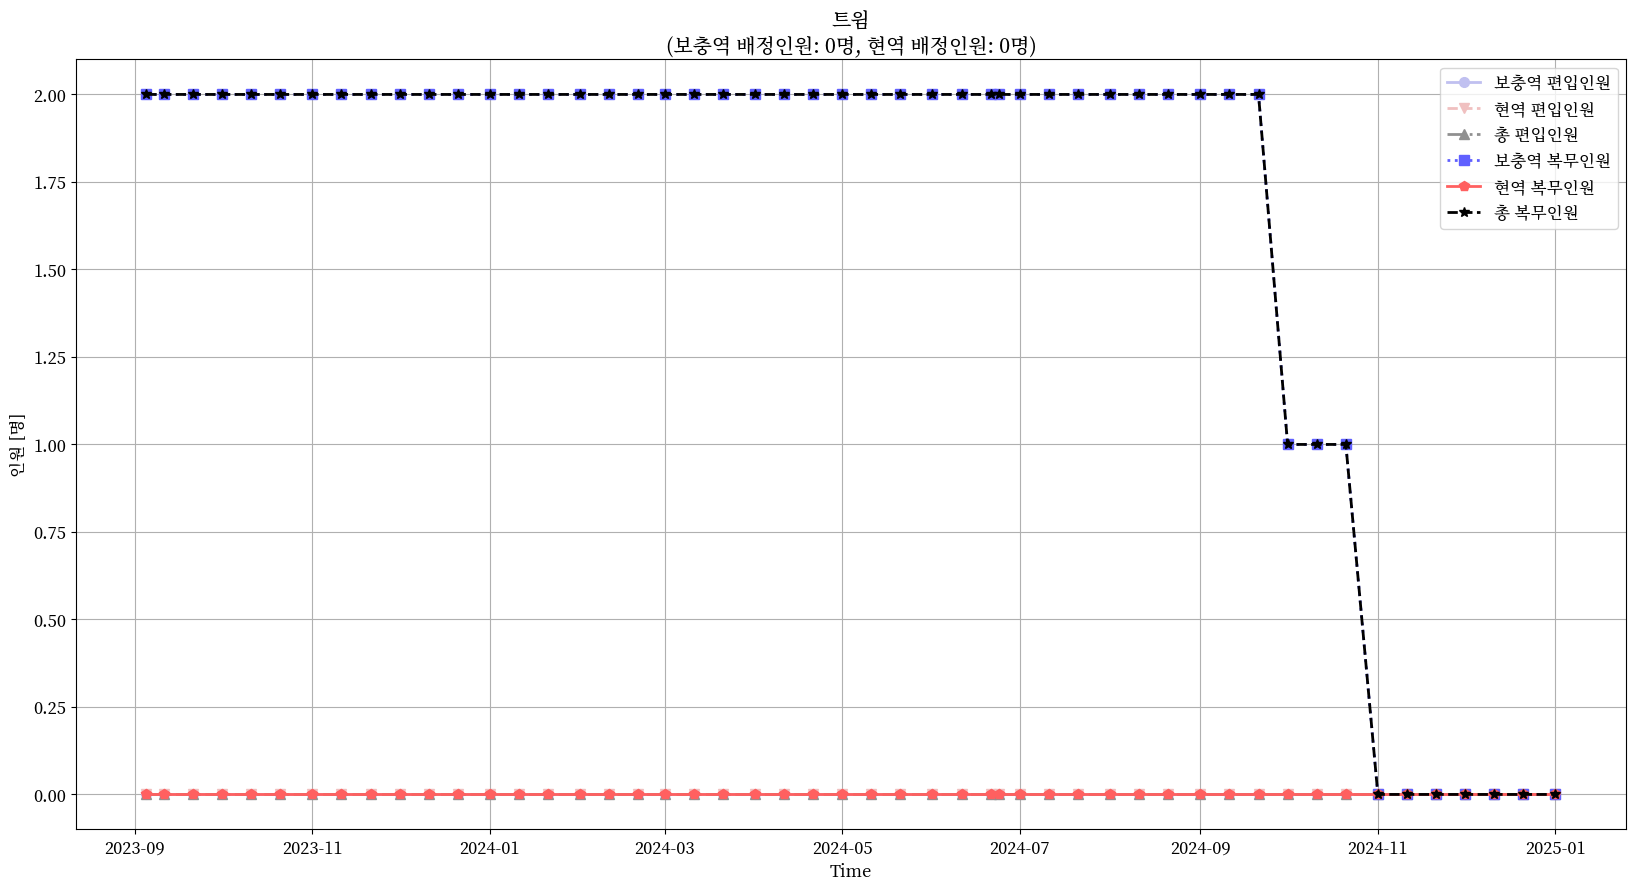 트윔
(보충역 배정인원: 0명, 현역 배정인원: 0명)
보충역 편입인원
현역 편입인원
총 편입인원
보충역 복무인원
현역 복무인원
총 복무인원
인원 [명]
2.00
1.75
1.50
1.25
1.00
0.75
0.50
0.25
0.00
2023-09
2023-11
2024-01
2024-03
2024-05
2024-07
2024-09
2024-11
2025-01
Time